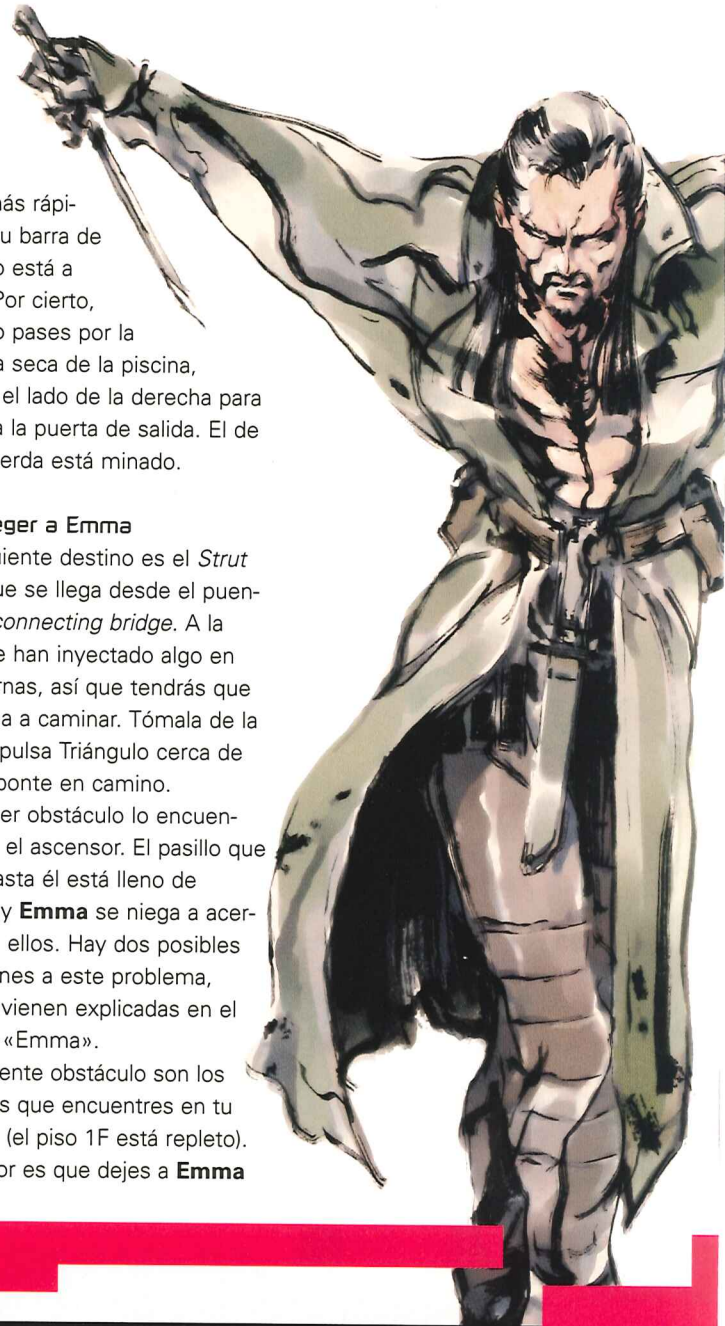 ás rápi-
u barra de
o está a
Por cierto,
o pases por la
a seca de la piscina,
el lado de la derecha para
a la puerta de salida. El de
erda está minado.
eger a Emma
uiente destino es el Strut
ue se llega desde el puen-
connecting bridge. A la
e han inyectado algo en
rnas, así que tendrás que
la a caminar. Tómala de la
pulsa Triángulo cerca de
ponte en camino.
er obstáculo lo encuen-
el ascensor. El pasillo que
asta él está lleno de
y Emma se niega a acer-
ellos. Hay dos posibles
nes a este problema,
vienen explicadas en el
«Emma».
ente obstáculo son los
s que encuentres en tu
(el piso 1F está repleto).
or es que dejes a Emma